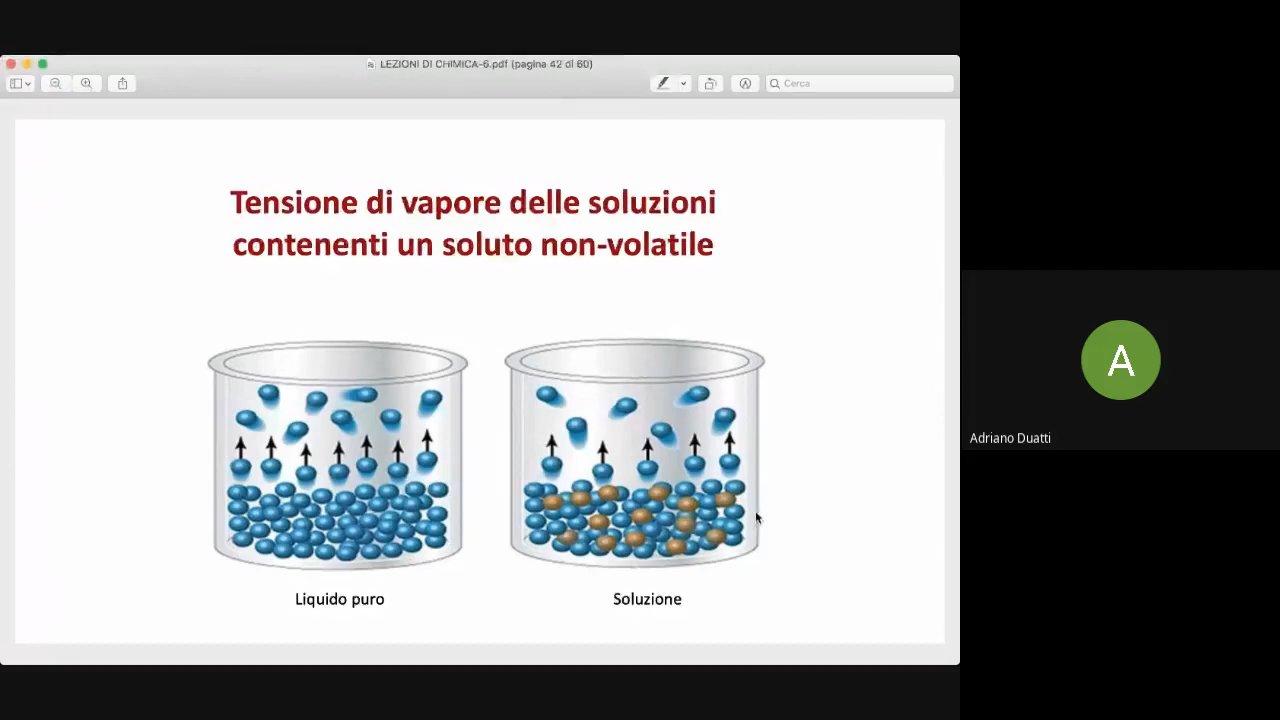 LEZIONI DI CHIMICA-6.pdf (pagina 42 di 60)
Cerca
Tensione di vapore delle soluzioni
contenenti un soluto non-volatile
Liquido puro
Soluzione
A
Adriano Duatti